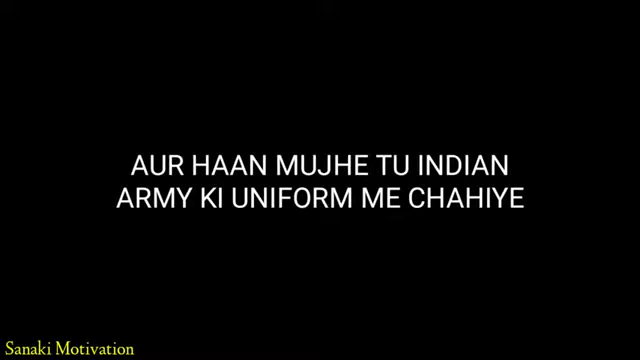 AUR HAAN MUJHE TU INDIAN
ARMY KI UNIFORM ME CHAHIYE
Sanaki Motivation